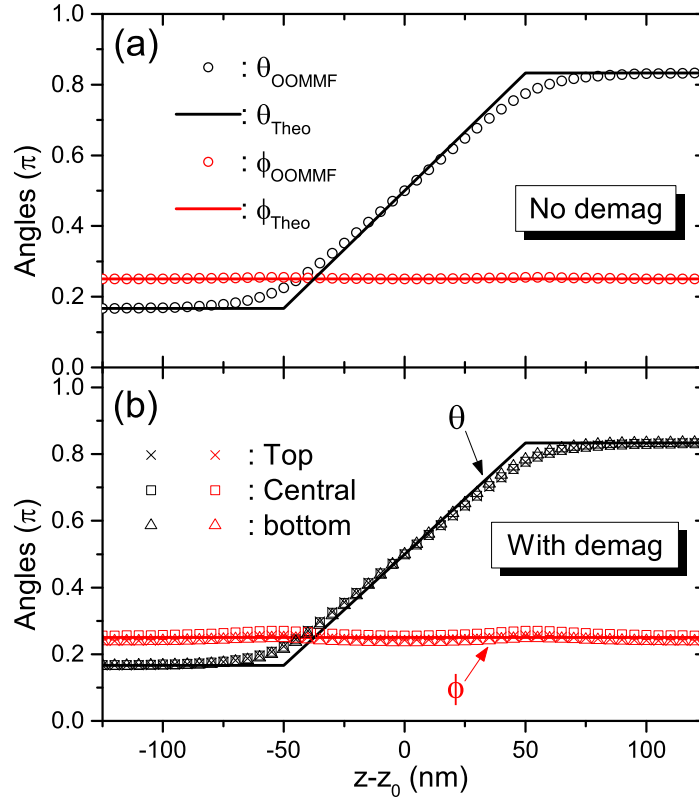 (a)
: θOOMMF
: θTheo
: ϕOOMMF
: ϕTheo
No demag
Angles (π)
1.0
0.8
0.6
0.4
0.2
0.0
(b)
θ
: Top
: Central
: bottom
With demag
ϕ
Angles (π)
1.0
0.8
0.6
0.4
0.2
0.0
-100 -50 0 50 100
z-z0 (nm)